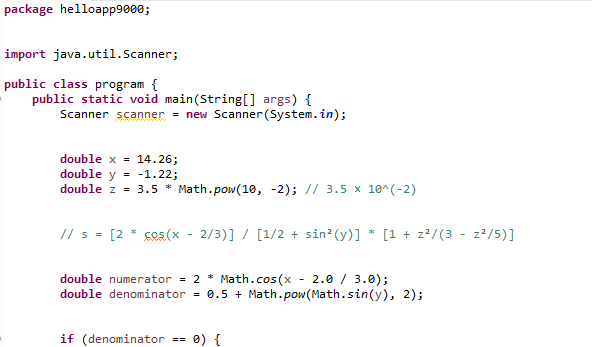 package helloapp9000;
import java.util.Scanner;
public class program {
public static void main(String[] args) {
Scanner scanner = new Scanner(System.in);
double x = 14.26;
double y = -1.22;
double z = 3.5 * Math.pow(10, -2); // 3.5 × 10^(-2)
// s = [2 * cos(x - 2/3)] / [1/2 + sin²(y)] * [1 + z²/(3 - z²/5)]
double numerator = 2 * Math.cos(x - 2.0 / 3.0);
double denominator = 0.5 + Math.pow(Math.sin(y), 2);
if (denominator == 0) {